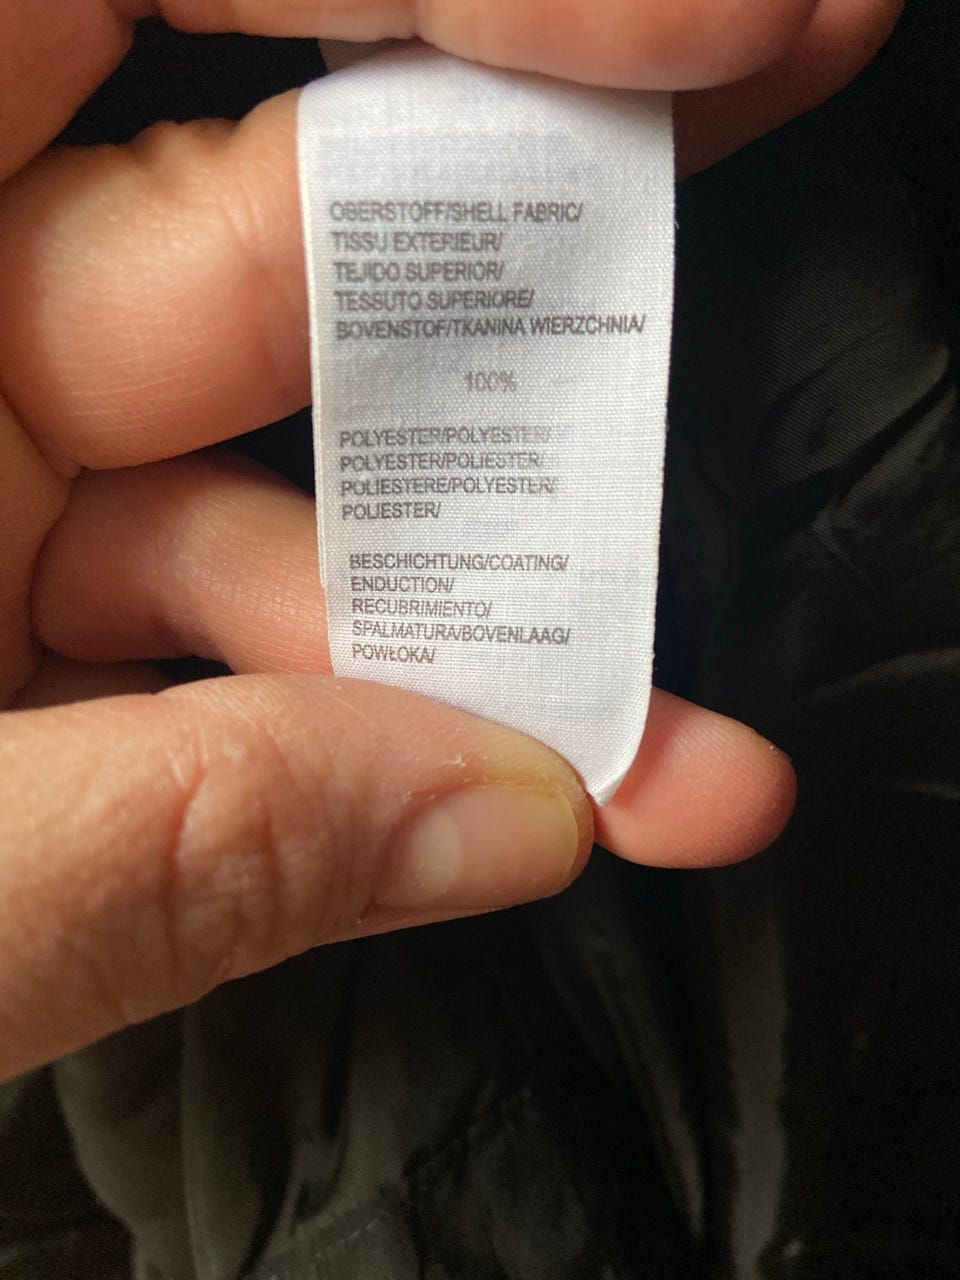 OBERSTOFF/SHELL FABRIC/
TISSU EXTERIEUR/
TEJIDO SUPERIOR/
TESSUTO SUPERIORE/
BOVENSTOF/TKANINA WIERZCHNIA/
100%
POLYESTER/POLYESTER/
POLYESTER/POLIESTER/
POLIESTERE/POLYESTER/
POLIESTER/
BESCHICHTUNG/COATING/
ENDUCTION/
RECUBRIMIENTO/
SPALMATURA/BOVENLAAG/
POWŁOKA/